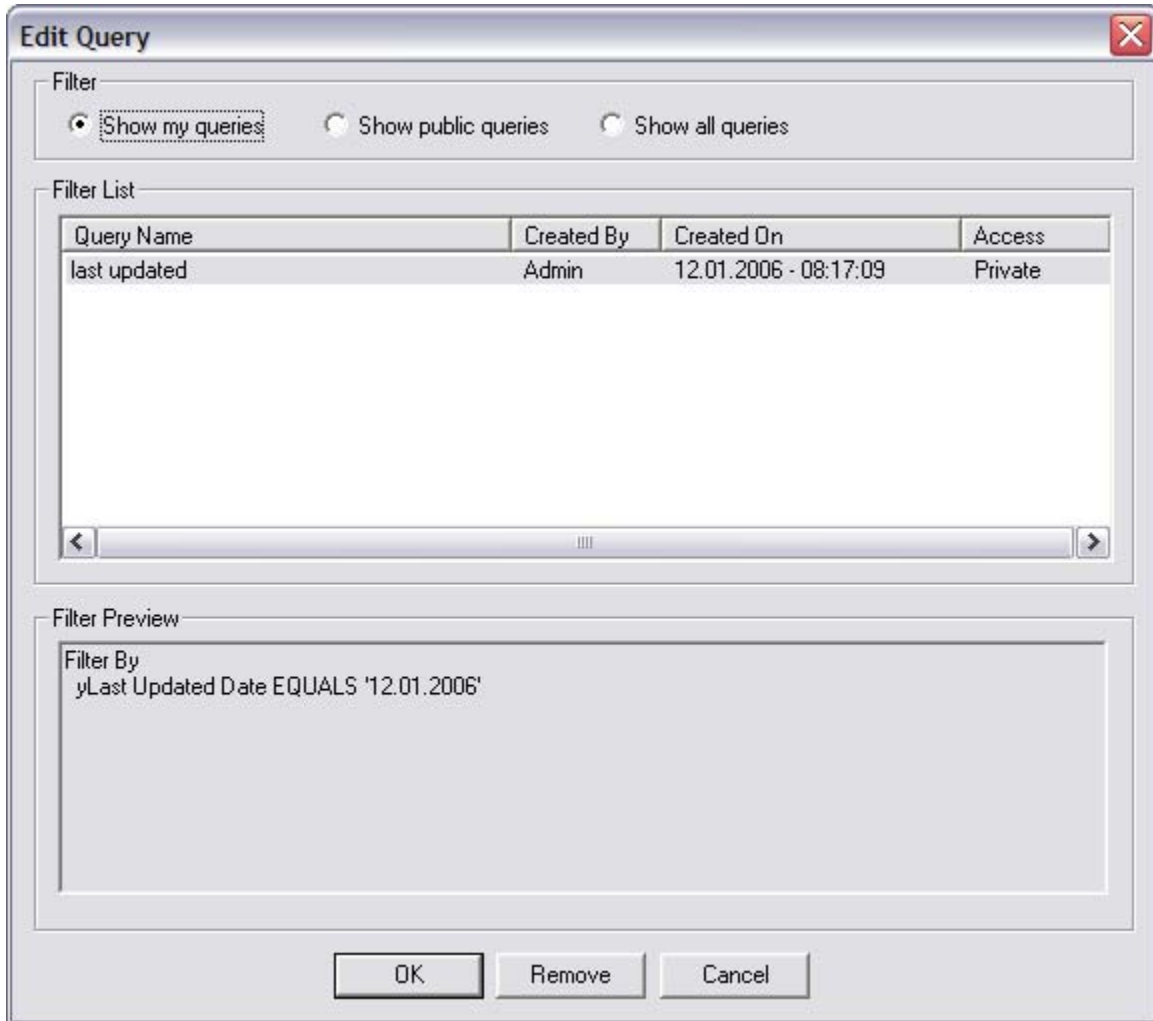 Edit Query
Filter
Show my queries Show public queries Show all queries
Filter List
Query Name Created By Created On Access
last updated Admin 12.01.2006 - 08:17:09 Private
Filter Preview
Filter By
yLast Updated Date EQUALS '12.01.2006'
OK Remove Cancel